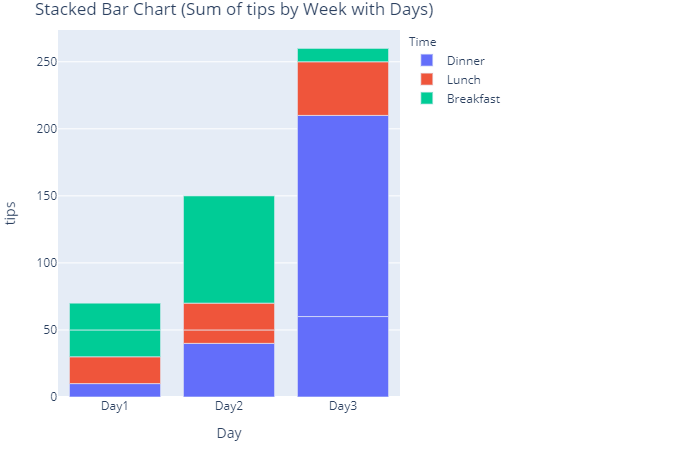 Stacked Bar Chart (Sum of tips by Week with Days)
Time
Dinner
Lunch
Breakfast
250
200
150
100
50
0
tips
Day1 Day2 Day3
Day